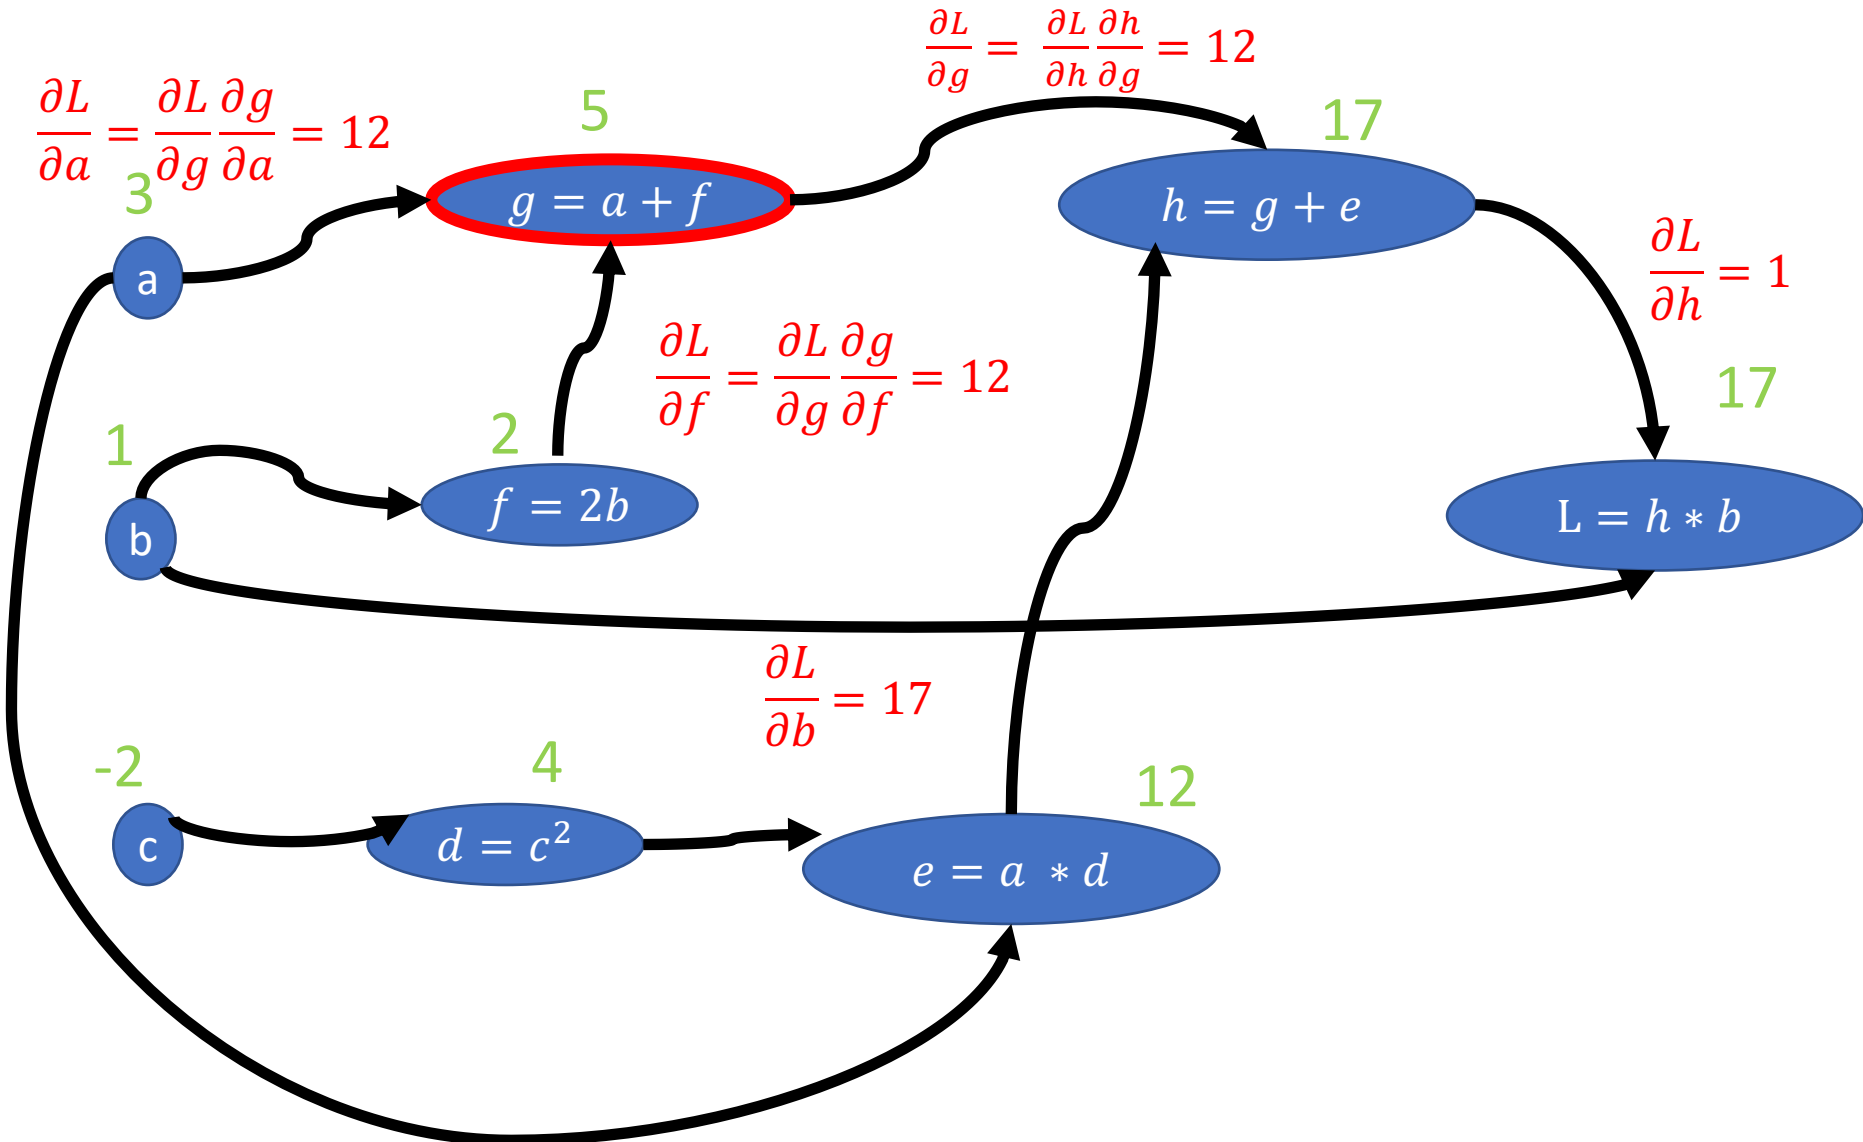 ∂L/∂g = ∂L/∂h ∂h/∂g = 12
∂L/∂a = ∂L/∂g ∂g/∂a = 12
5
17
3
g = a + f
h = g + e
a
∂L/∂h = 1
∂L/∂f = ∂L/∂g ∂g/∂f = 12
17
1
2
f = 2b
L = h * b
b
∂L/∂b = 17
-2
4
12
c
d = c²
e = a * d